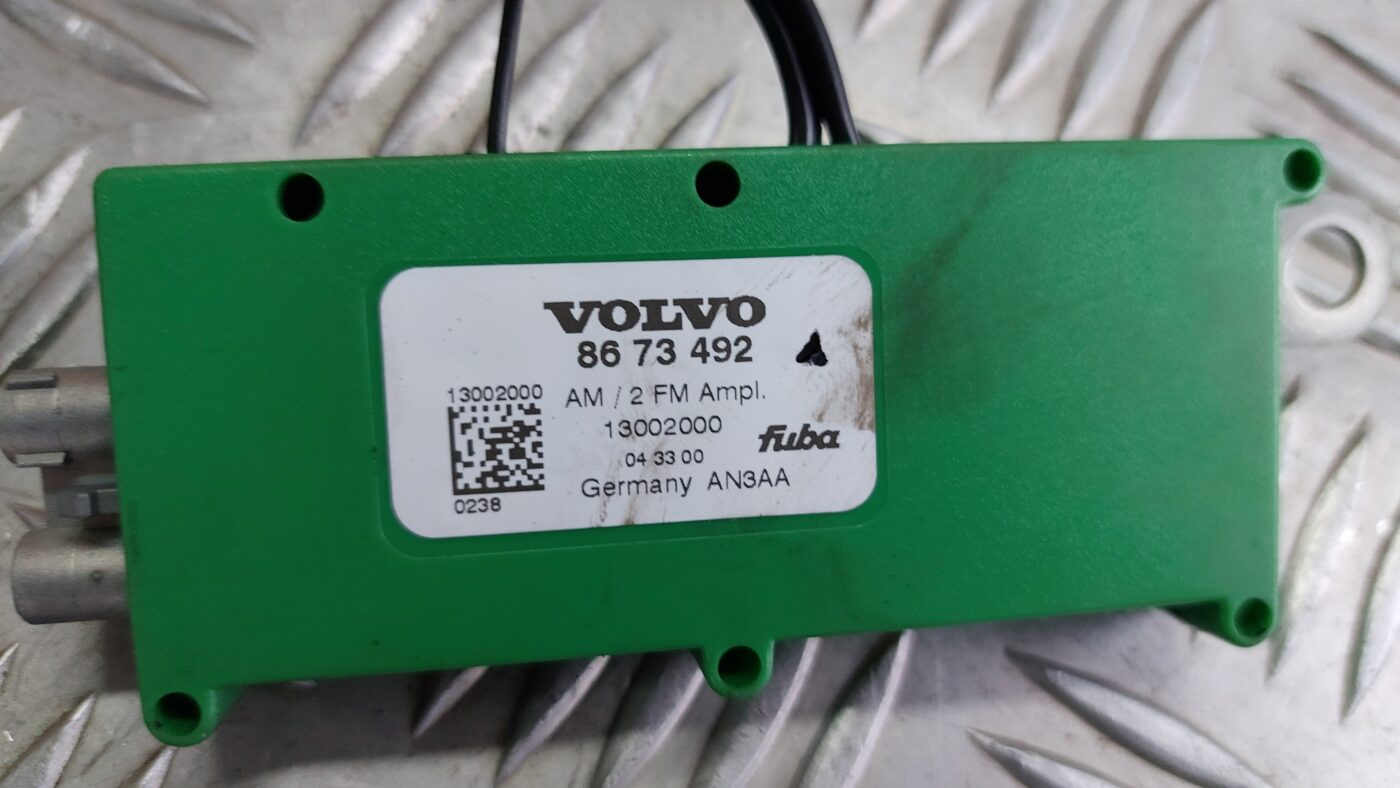 VOLVO
86 73 492
13002000
AM / 2 FM Ampl.
13002000
fuba
04 33 00
Germany AN3AA
0238